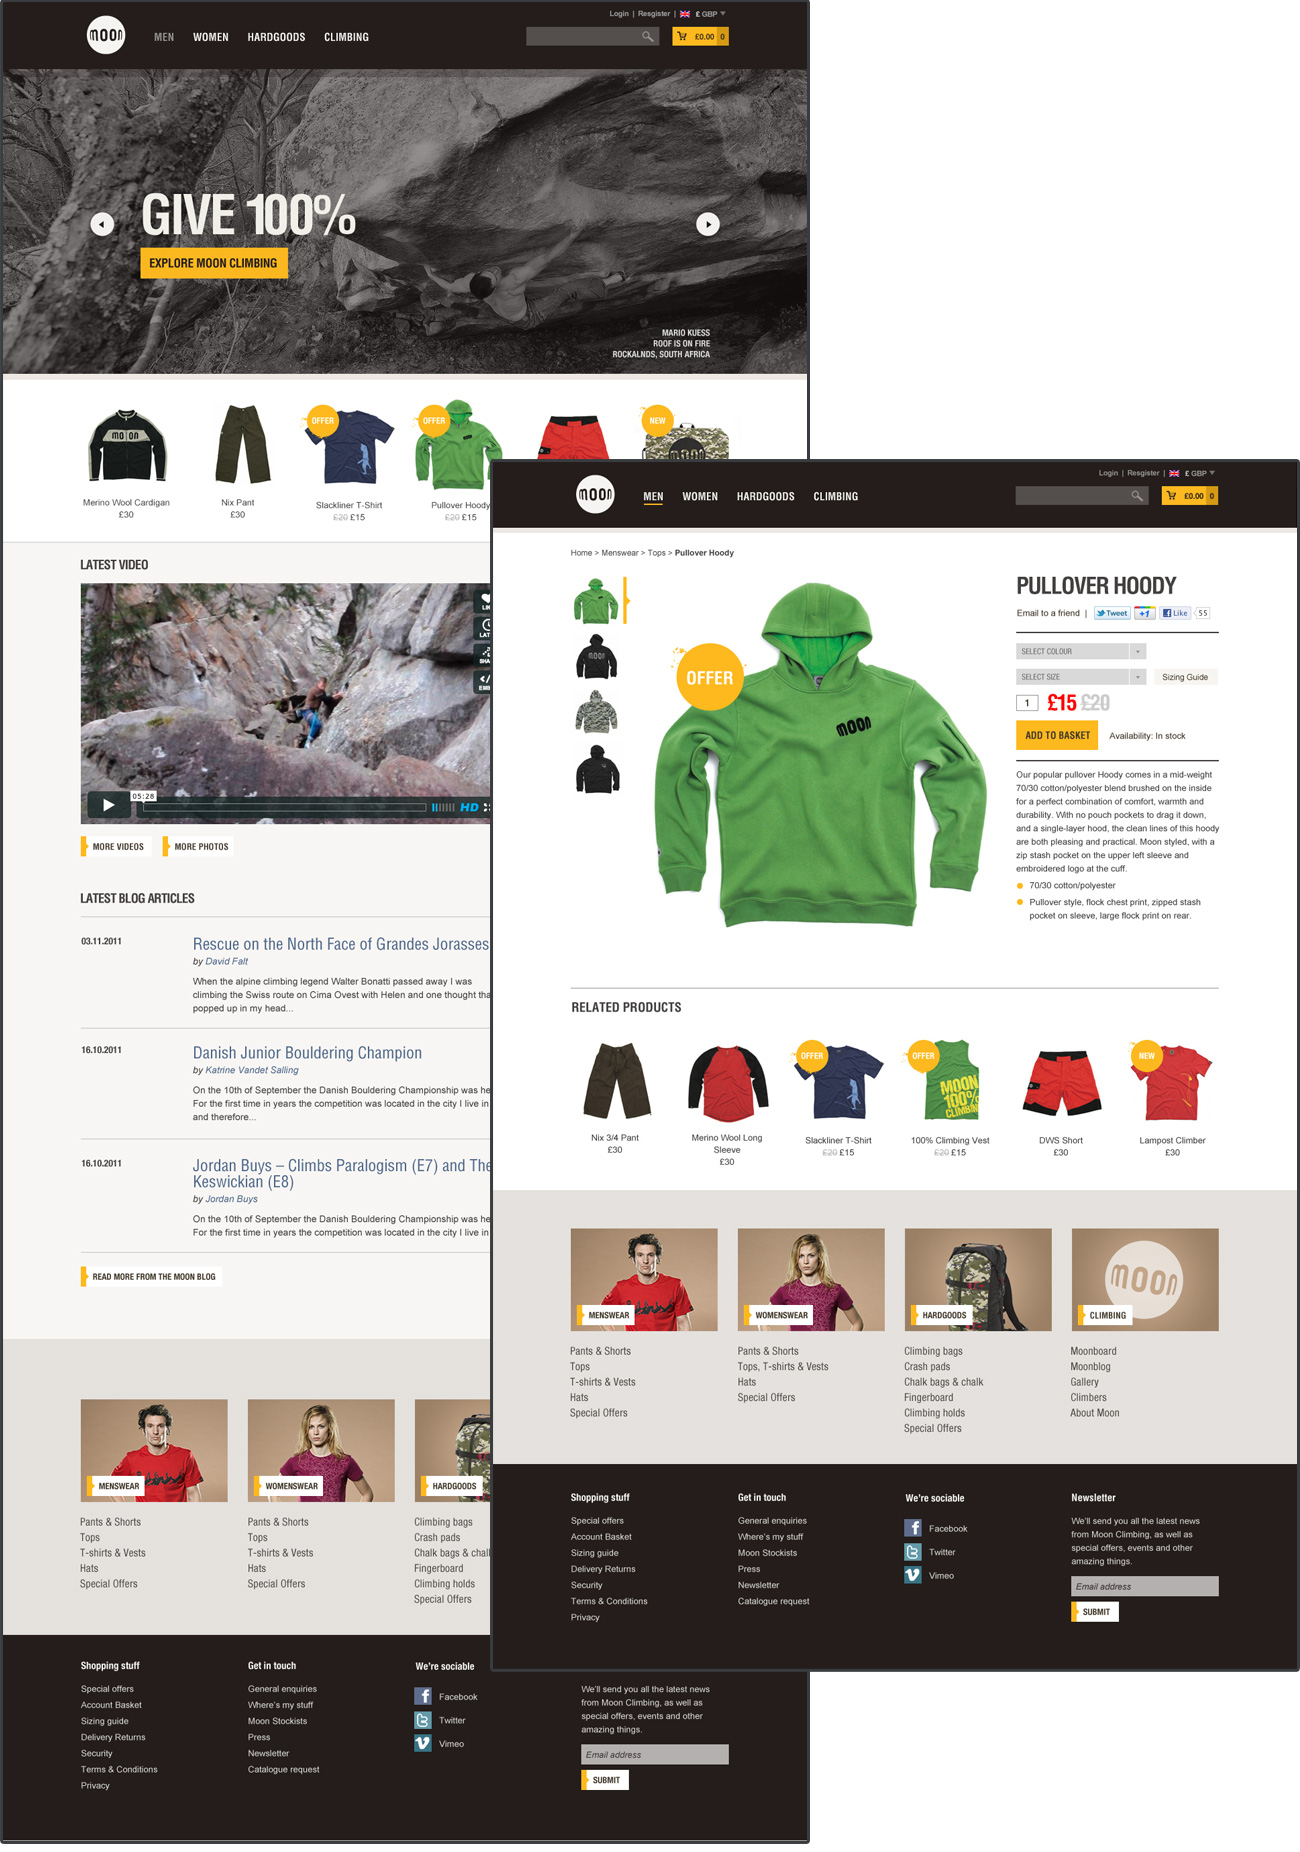 Login | Resgister | £ GBP
moon
MEN WOMEN HARDGOODS CLIMBING
£0.00 0
GIVE 100%
EXPLORE MOON CLIMBING
MARIO KUESS
ROOF IS ON FIRE
ROCKALNDS, SOUTH AFRICA
OFFER OFFER NEW
Merino Wool Cardigan
£30
Nix Pant
£30
Slackliner T-Shirt
£20 £15
Pullover Hoody
£20 £15
LATEST VIDEO
05:28
HD
MORE VIDEOS MORE PHOTOS
LATEST BLOG ARTICLES
03.11.2011
Rescue on the North Face of Grandes Jorasses
by David Falt
When the alpine climbing legend Walter Bonatti passed away I was
climbing the Swiss route on Cima Ovest with Helen and one thought
popped up in my head...
16.10.2011
Danish Junior Bouldering Champion
by Katrine Vandet Salling
On the 10th of September the Danish Bouldering Championship was
For the first time in years the competition was located in the city I live in
and therefore...
16.10.2011
Jordan Buys – Climbs Paralogism (E7) and The
Keswickian (E8)
by Jordan Buys
On the 10th of September the Danish Bouldering Championship was
For the first time in years the competition was located in the city I live in
READ MORE FROM THE MOON BLOG
MENSWEAR
Pants & Shorts
Tops
T-shirts & Vests
Hats
Special Offers
WOMENSWEAR
Pants & Shorts
Tops
T-shirts & Vests
Hats
Special Offers
HARDGOODS
Climbing bags
Crash pads
Chalk bags & chalk
Fingerboard
Climbing holds
Special Offers
Shopping stuff
Special offers
Account Basket
Sizing guide
Delivery Returns
Security
Terms & Conditions
Privacy
Get in touch
General enquiries
Where's my stuff
Moon Stockists
Press
Newsletter
Catalogue request
We're sociable
Facebook
Twitter
Vimeo
We'll send you all the latest news
from Moon Climbing, as well as
special offers, events and other
amazing things.
Email address
SUBMIT
Login | Resgister | £ GBP
moon
MEN WOMEN HARDGOODS CLIMBING
£0.00 0
Home > Menswear > Tops > Pullover Hoody
OFFER
moon
PULLOVER HOODY
Email to a friend | Tweet +1 Like 55
SELECT COLOUR
SELECT SIZE Sizing Guide
1 £15 £20
ADD TO BASKET Availability: In stock
Our popular pullover Hoody comes in a mid-weight
70/30 cotton/polyester blend brushed on the inside
for a perfect combination of comfort, warmth and
durability. With no pouch pockets to drag it down,
and a single-layer hood, the clean lines of this hoody
are both pleasing and practical. Moon styled, with a
zip stash pocket on the upper left sleeve and
embroidered logo at the cuff.
70/30 cotton/polyester
Pullover style, flock chest print, zipped stash
pocket on sleeve, large flock print on rear.
RELATED PRODUCTS
OFFER OFFER NEW
MOON
100%
CLIMBING
Nix 3/4 Pant
£30
Merino Wool Long
Sleeve
£30
Slackliner T-Shirt
£20 £15
100% Climbing Vest
£20 £15
DWS Short
£30
Lampost Climber
£30
MENSWEAR
Pants & Shorts
Tops
T-shirts & Vests
Hats
Special Offers
WOMENSWEAR
Pants & Shorts
Tops, T-shirts & Vests
Hats
Special Offers
HARDGOODS
Climbing bags
Crash pads
Chalk bags & chalk
Fingerboard
Climbing holds
Special Offers
moon
CLIMBING
Moonboard
Moonblog
Gallery
Climbers
About Moon
Shopping stuff
Special offers
Account Basket
Sizing guide
Delivery Returns
Security
Terms & Conditions
Privacy
Get in touch
General enquiries
Where's my stuff
Moon Stockists
Press
Newsletter
Catalogue request
We're sociable
Facebook
Twitter
Vimeo
Newsletter
We'll send you all the latest news
from Moon Climbing, as well as
special offers, events and other
amazing things.
Email address
SUBMIT